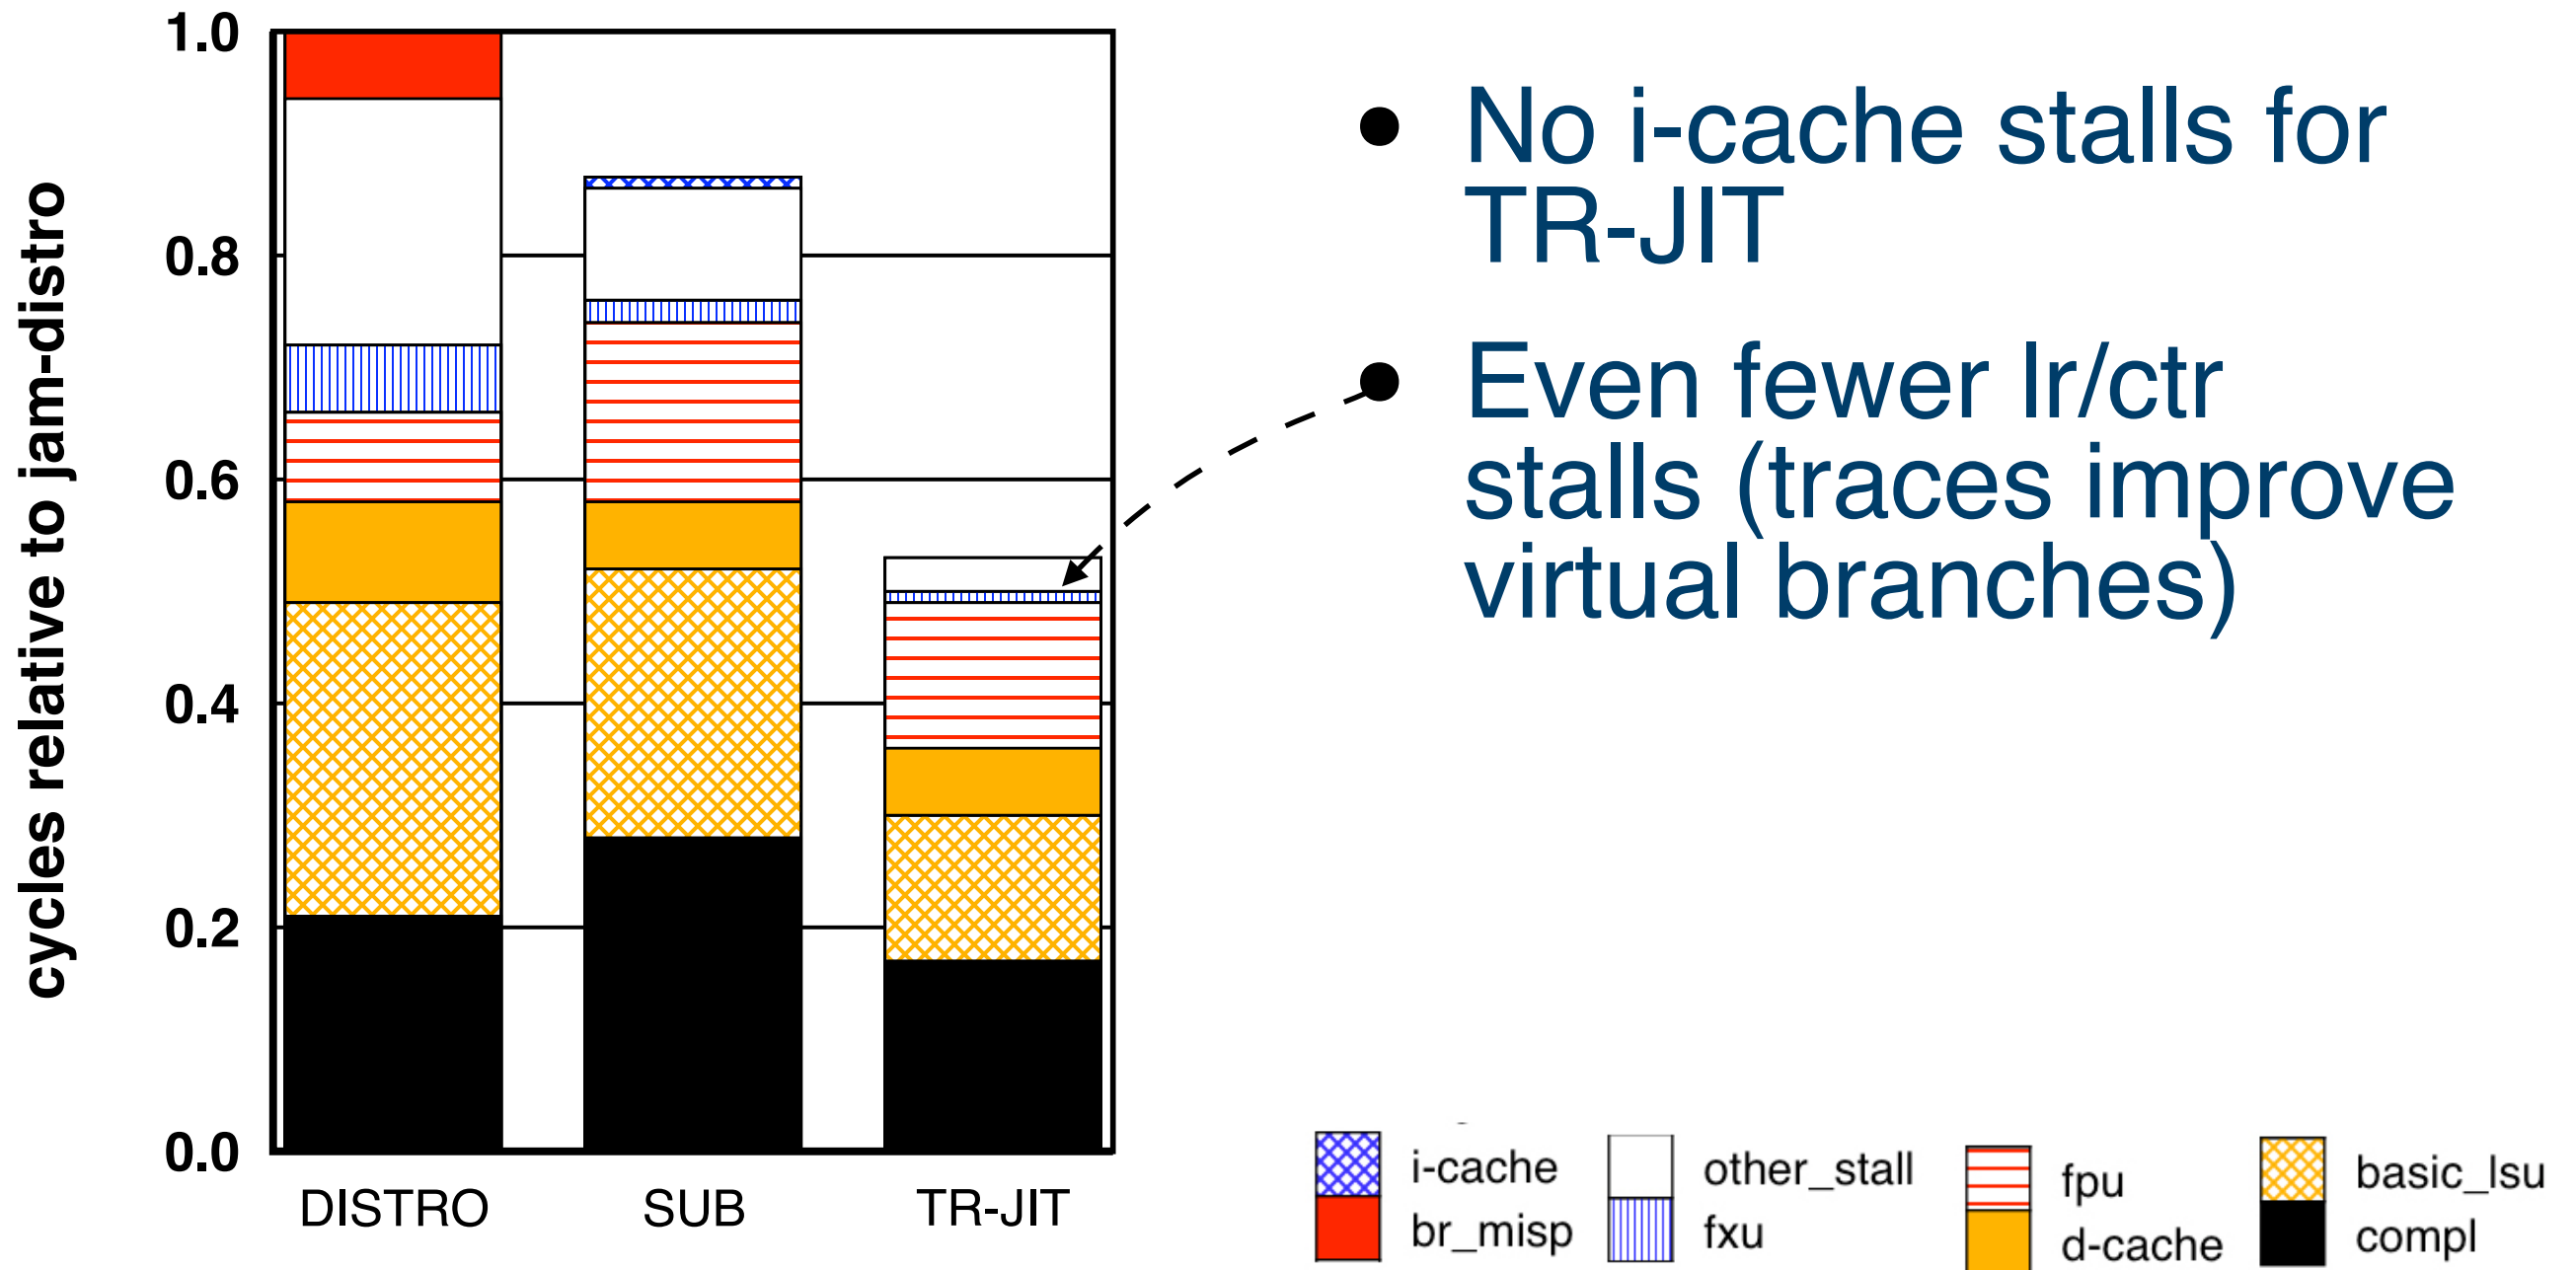 cycles relative to jam-distro
1.0
0.8
0.6
0.4
0.2
0.0
DISTRO
SUB
TR-JIT
• No i-cache stalls for
TR-JIT
• Even fewer lr/ctr
stalls (traces improve
virtual branches)
i-cache
br_misp
other_stall
fxu
fpu
d-cache
basic_lsu
compl